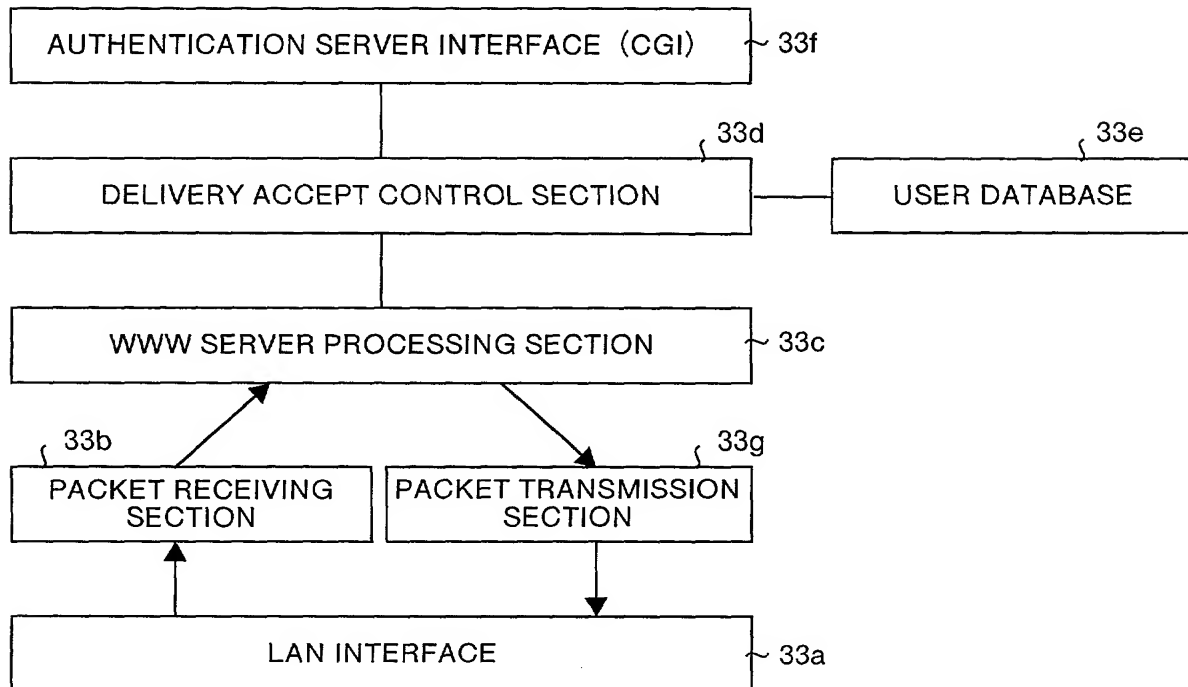 AUTHENTICATION SERVER INTERFACE (CGI)
33f
33d
33e
DELIVERY ACCEPT CONTROL SECTION
USER DATABASE
WWW SERVER PROCESSING SECTION
33c
33b
33g
PACKET RECEIVING
SECTION
PACKET TRANSMISSION
SECTION
LAN INTERFACE
33a